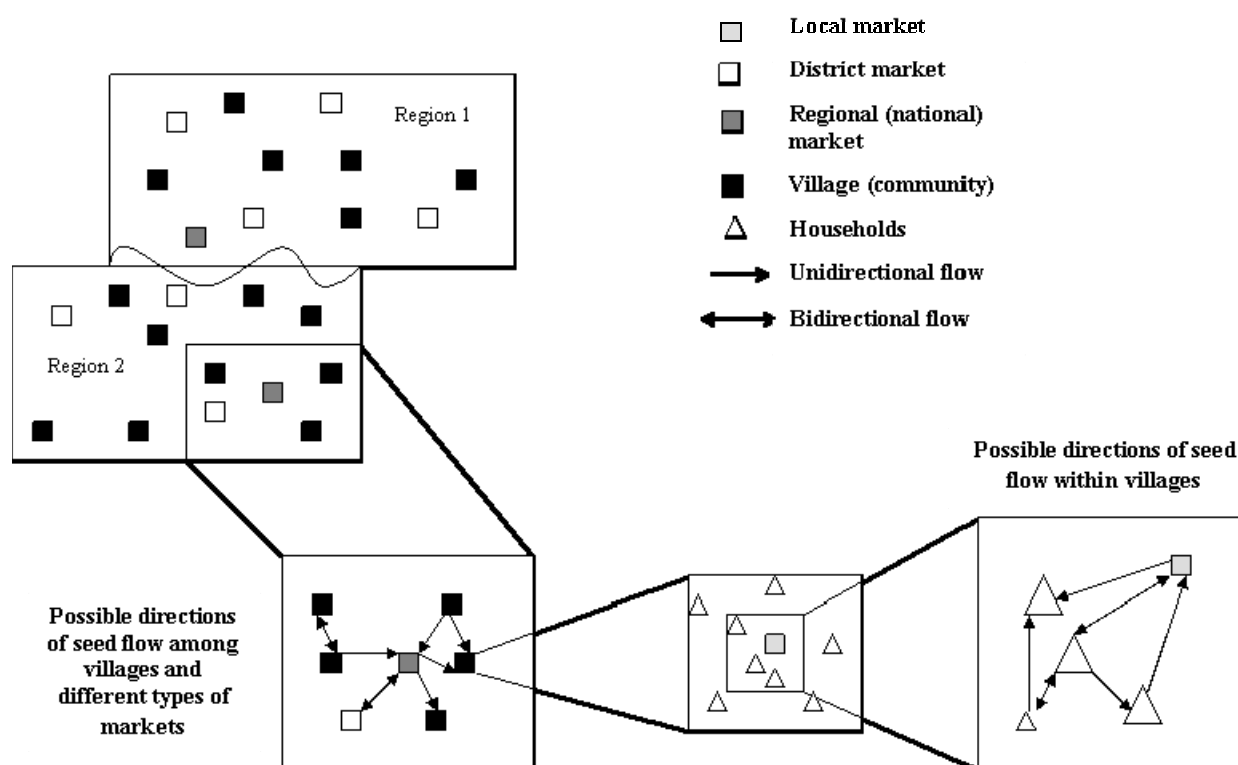 Local market
District market
Regional (national)
market
Village (community)
Households
Unidirectional flow
Bidirectional flow
Region 1
Region 2
Possible directions of seed
flow within villages
Possible directions
of seed flow among
villages and
different types of
markets